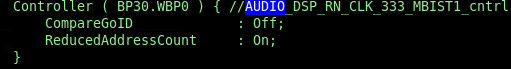 Controller ( BP30.WBP0 ) { //AUDIO_DSP_RN_CLK_333_MBIST1_cntrl
CompareGoID : Off;
ReducedAddressCount : On;
}